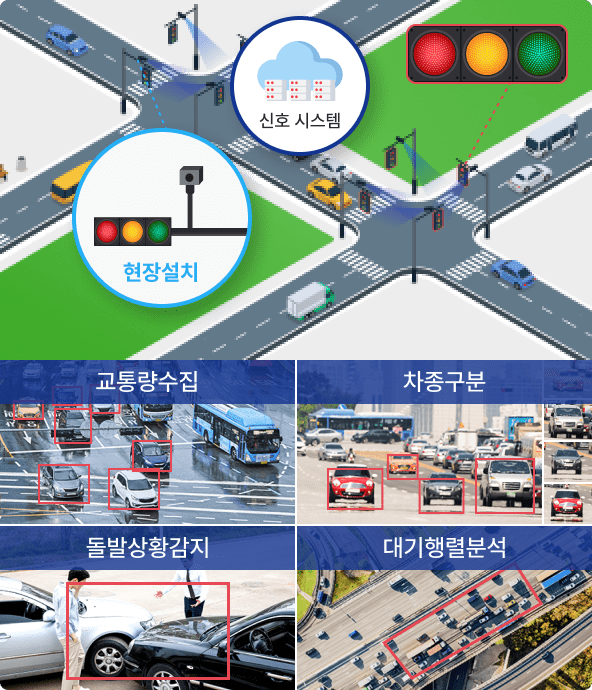 신호 시스템
현장설치
교통량수집
차종구분
돌발상황감지
대기행렬분석